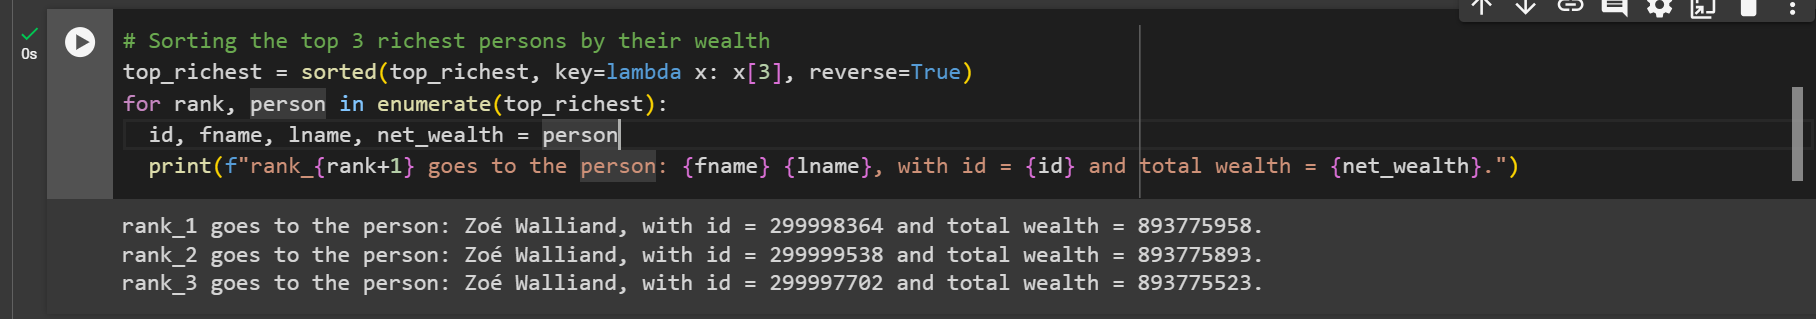 # Sorting the top 3 richest persons by their wealth
top_richest = sorted(top_richest, key=lambda x: x[3], reverse=True)
0s
for rank, person in enumerate(top_richest):
  id, fname, lname, net_wealth = person
  print(f"rank_{rank+1} goes to the person: {fname} {lname}, with id = {id} and total wealth = {net_wealth}.")
rank_1 goes to the person: Zoé Walliand, with id = 299998364 and total wealth = 893775958.
rank_2 goes to the person: Zoé Walliand, with id = 299999538 and total wealth = 893775893.
rank_3 goes to the person: Zoé Walliand, with id = 299997702 and total wealth = 893775523.